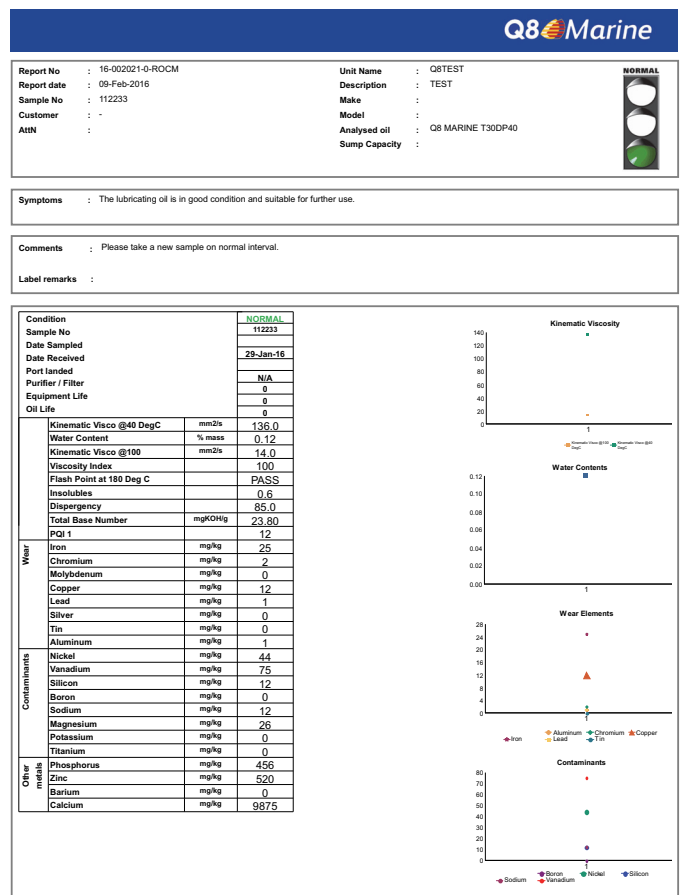 Q8 Marine
Report No : 16-002021-0-ROCM
Report date : 09-Feb-2016
Sample No : 112233
Customer : -
AttN :
Unit Name : Q8TEST
Description : TEST
Make :
Model :
Analysed oil : Q8 MARINE T30DP40
Sump Capacity :
NORMAL
Symptoms : The lubricating oil is in good condition and suitable for further use.
Comments : Please take a new sample on normal interval.
Label remarks :
Condition NORMAL
Sample No 112233
Date Sampled
Date Received 29-Jan-16
Port landed
Purifier / Filter N/A
Equipment Life 0
Oil Life 0
0
Kinematic Visco @40 DegC mm2/s 136.0
Water Content % mass 0.12
Kinematic Visco @100 mm2/s 14.0
Viscosity Index 100
Flash Point at 180 Deg C PASS
Insolubles 0.6
Dispergency 85.0
Total Base Number mgKOH/g 23.80
PQI 1 12
Wear
Iron mg/kg 25
Chromium mg/kg 2
Molybdenum mg/kg 0
Copper mg/kg 12
Lead mg/kg 1
Silver mg/kg 0
Tin mg/kg 0
Aluminum mg/kg 1
Contaminants
Nickel mg/kg 44
Vanadium mg/kg 75
Silicon mg/kg 12
Boron mg/kg 0
Sodium mg/kg 12
Magnesium mg/kg 26
Potassium mg/kg 0
Titanium mg/kg 0
Other metals
Phosphorus mg/kg 456
Zinc mg/kg 520
Barium mg/kg 0
Calcium mg/kg 9875
Kinematic Viscosity
140
120
100
80
60
40
20
0
1
Kinematic Visco @100 Kinematic Visco @40
DegC DegC
Water Contents
0.12
0.10
0.08
0.06
0.04
0.02
0.00
1
Wear Elements
28
24
20
16
12
8
4
0
1
Aluminum Chromium Copper
Iron Lead Tin
Contaminants
80
70
60
50
40
30
20
10
0
1
Boron Nickel Silicon
Sodium Vanadium